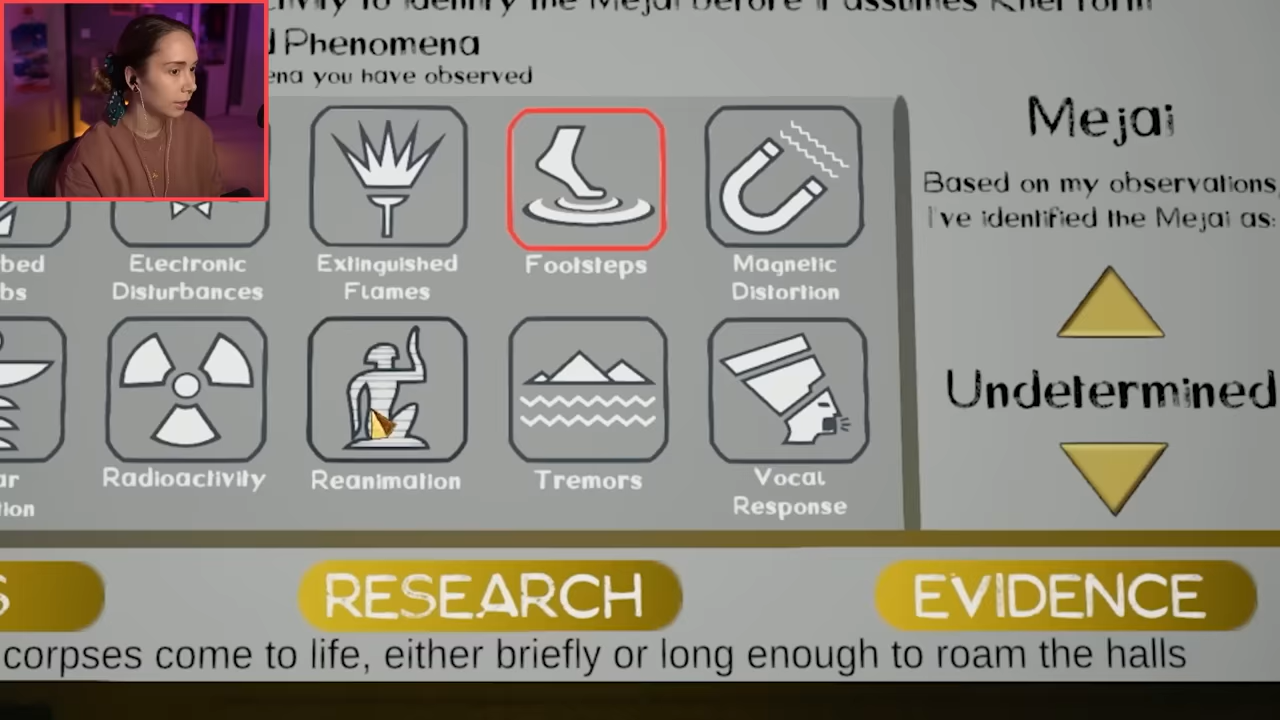 Phenomena
you have observed
Mejai
Based on my observations,
I've identified the Mejai as:
Electronic
Disturbances
Extinguished
Flames
Footsteps
Magnetic
Distortion
Undetermined
Radioactivity
Reanimation
Tremors
Vocal
Response
RESEARCH
EVIDENCE
corpses come to life, either briefly or long enough to roam the halls